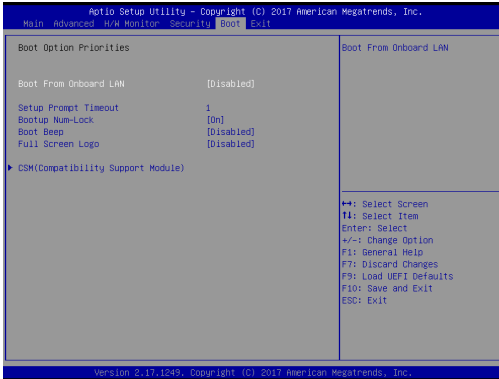 Aptio Setup Utility – Copyright (C) 2017 American Megatrends, Inc.
Main Advanced H/W Monitor Security Boot Exit
Boot Option Priorities
Boot From Onboard LAN
Boot From Onboard LAN [Disabled]
Setup Prompt Timeout 1
Bootup Num-Lock [On]
Boot Beep [Disabled]
Full Screen Logo [Disabled]
CSM(Compatibility Support Module)
↔: Select Screen
↑↓: Select Item
Enter: Select
+/-: Change Option
F1: General Help
F7: Discard Changes
F9: Load UEFI Defaults
F10: Save and Exit
ESC: Exit
Version 2.17.1249. Copyright (C) 2017 American Megatrends, Inc.